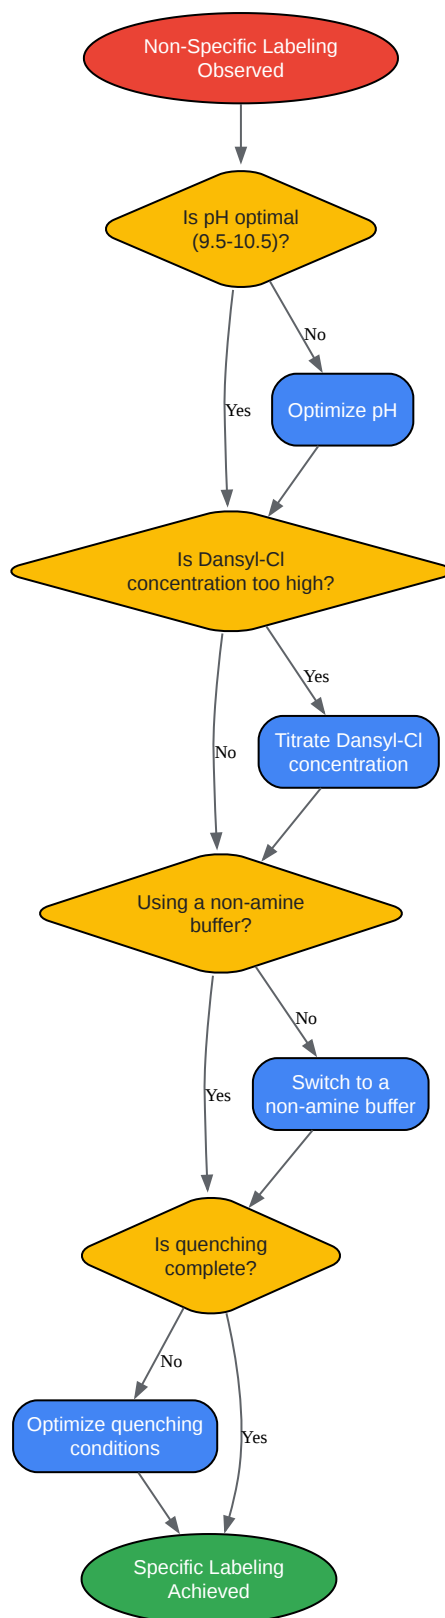 Non-Specific Labeling
Observed
Is pH optimal
(9.5-10.5)?
No
Yes
Optimize pH
Is Dansyl-Cl
concentration too high?
Yes
No
Titrate Dansyl-Cl
concentration
Using a non-amine
buffer?
No
Yes
Switch to a
non-amine buffer
Is quenching
complete?
No
Yes
Optimize quenching
conditions
Specific Labeling
Achieved